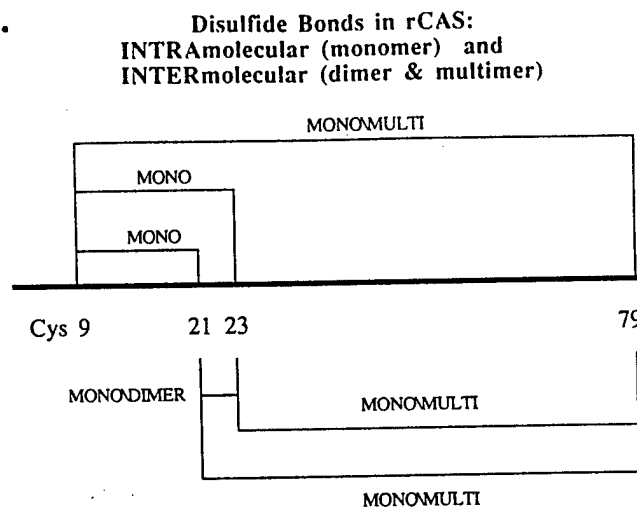 Disulfide Bonds in rCAS:
INTRAmolecular (monomer) and
INTERmolecular (dimer & multimer)
MONO\MULTI
MONO
MONO
Cys 9 21 23 79
MONO\DIMER
MONO\MULTI
MONO\MULTI